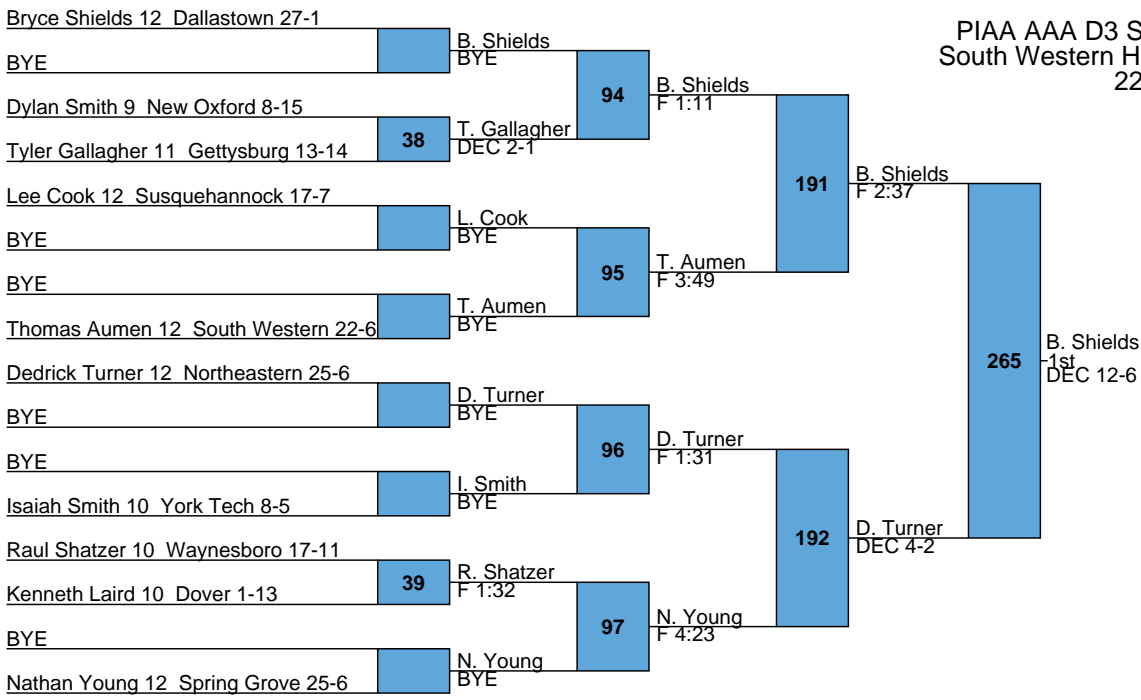 Bryce Shields 12 Dallastown 27-1
BYE
Dylan Smith 9 New Oxford 8-15
Tyler Gallagher 11 Gettysburg 13-14
Lee Cook 12 Susquehannock 17-7
BYE
BYE
Thomas Aumen 12 South Western 22-6
Dedrick Turner 12 Northeastern 25-6
BYE
BYE
Isaiah Smith 10 York Tech 8-5
Raul Shatzer 10 Waynesboro 17-11
Kenneth Laird 10 Dover 1-13
BYE
Nathan Young 12 Spring Grove 25-6
38
39
B. Shields
BYE
T. Gallagher
DEC 2-1
L. Cook
BYE
T. Aumen
BYE
D. Turner
BYE
I. Smith
BYE
R. Shatzer
F 1:32
N. Young
BYE
94
95
96
97
B. Shields
F 1:11
T. Aumen
F 3:49
D. Turner
F 1:31
N. Young
F 4:23
191
192
B. Shields
F 2:37
D. Turner
DEC 4-2
265
B. Shields
1st
DEC 12-6
PIAA AAA D3 S
South Western H
22